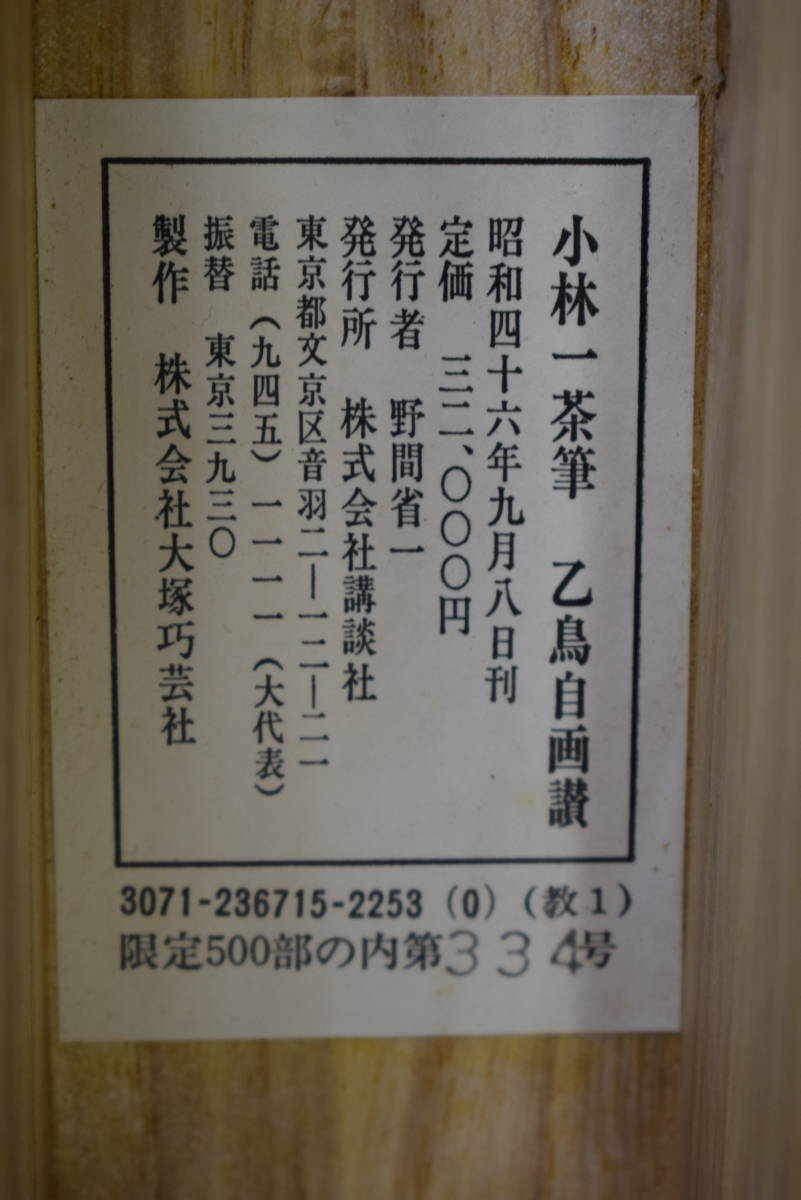 小林一茶筆　乙鳥自画讃
昭和四十六年九月八日刊
定価　三二、〇〇〇円
発行者　野間省一
発行所　株式会社講談社
東京都文京区音羽二―一二―二一
電話（九四五）一一一一（大代表）
振替　東京三九三〇
製作　株式会社大塚巧芸社
3071-236715-2253 (0)（教1）
限定500部の内第334号